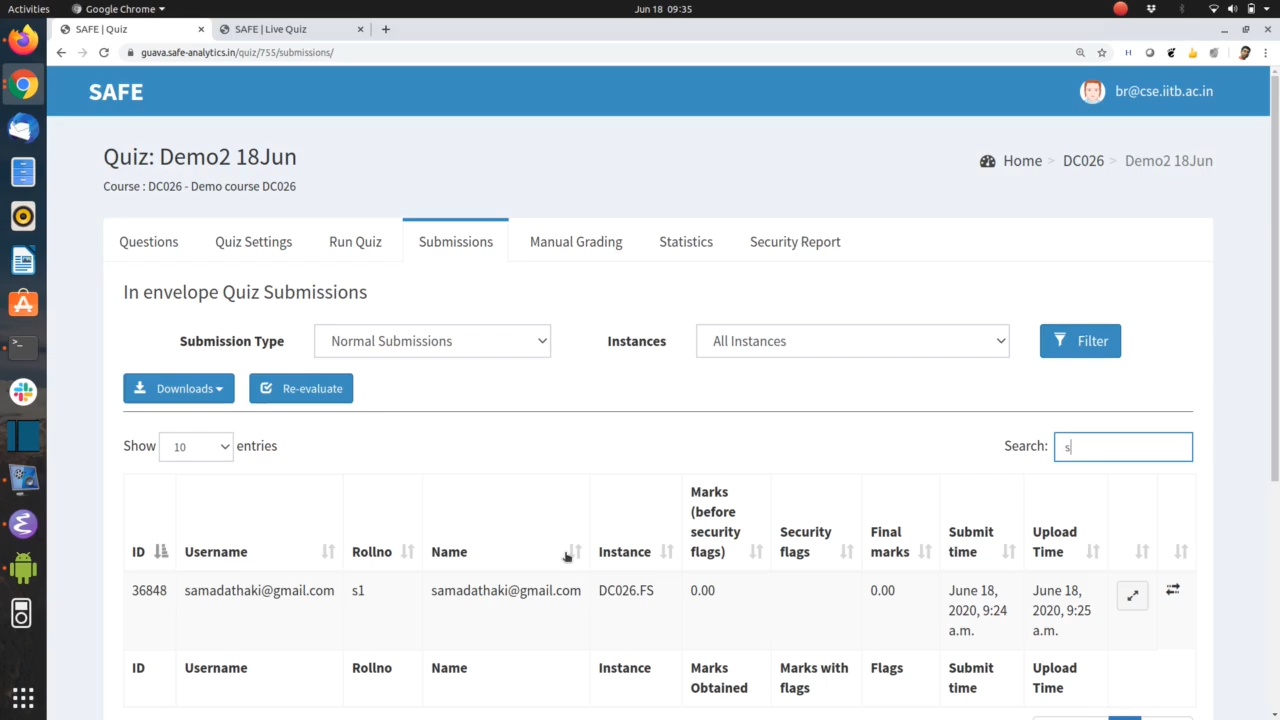 Activities Google Chrome Jun 18 09:35
SAFE | Quiz SAFE | Live Quiz
guava.safe-analytics.in/quiz/755/submissions/
SAFE br@cse.iitb.ac.in
Quiz: Demo2 18Jun Home > DC026 > Demo2 18Jun
Course : DC026 - Demo course DC026
Questions Quiz Settings Run Quiz Submissions Manual Grading Statistics Security Report
In envelope Quiz Submissions
Submission Type Normal Submissions Instances All Instances Filter
Downloads Re-evaluate
Show 10 entries Search: s
Marks
(before
security
flags)
ID Username Rollno Name Instance Security
flags Final
marks Submit
time Upload
Time
36848 samadathaki@gmail.com s1 samadathaki@gmail.com DC026.FS 0.00 0.00 June 18, June 18,
2020, 9:24 2020, 9:25
a.m. a.m.
ID Username Rollno Name Instance Marks Marks with Flags Submit Upload
Obtained flags time Time